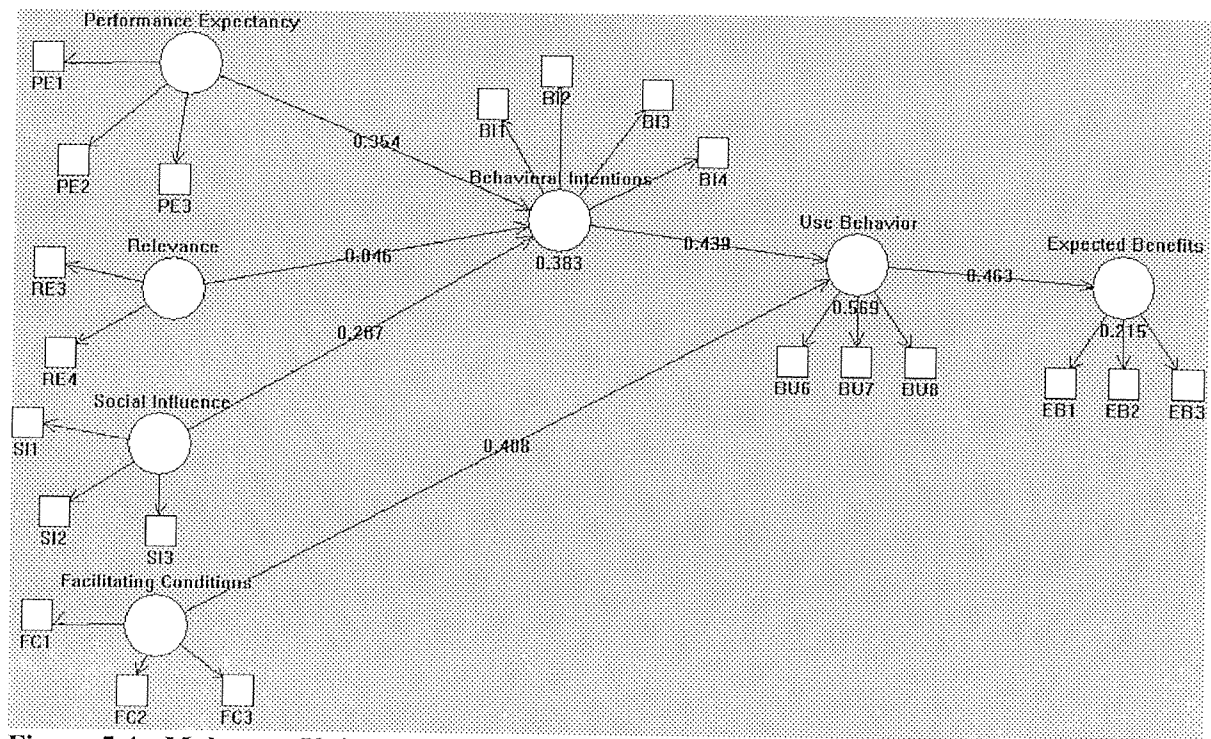 Performance Expectancy
PE1
PE2
PE3
BI1
BI2
BI3
BI4
0.354
Behavioral Intentions
0.383
Relevance
RE3
RE4
0.046
0.439
Use Behavior
0.569
BU6
BU7
BU8
0.463
Expected Benefits
0.215
EB1
EB2
EB3
0.287
Social Influence
SI1
SI2
SI3
0.408
Facilitating Conditions
FC1
FC2
FC3